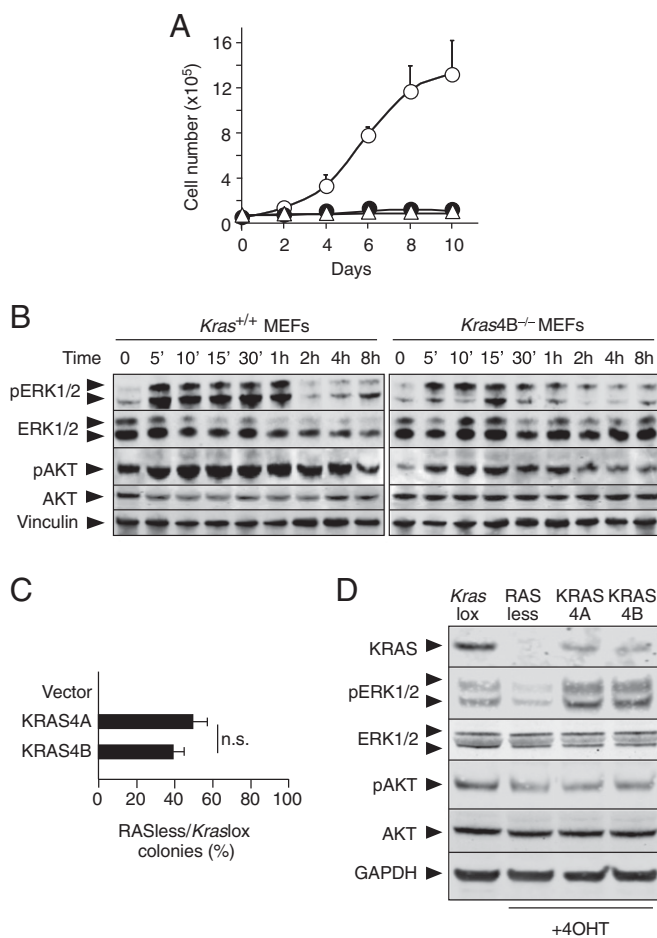 A
Cell number (x10⁵)
16
12
8
4
0
0 2 4 6 8 10
Days
B
Kras⁺/⁺ MEFs
Kras4B⁻/⁻ MEFs
Time 0 5' 10' 15' 30' 1h 2h 4h 8h 0 5' 10' 15' 30' 1h 2h 4h 8h
pERK1/2
ERK1/2
pAKT
AKT
Vinculin
C
Vector
KRAS4A
KRAS4B
n.s.
0 20 40 60 80 100
RASless/Kraslox
colonies (%)
D
Kras RAS KRAS KRAS
lox less 4A 4B
KRAS
pERK1/2
ERK1/2
pAKT
AKT
GAPDH
+4OHT